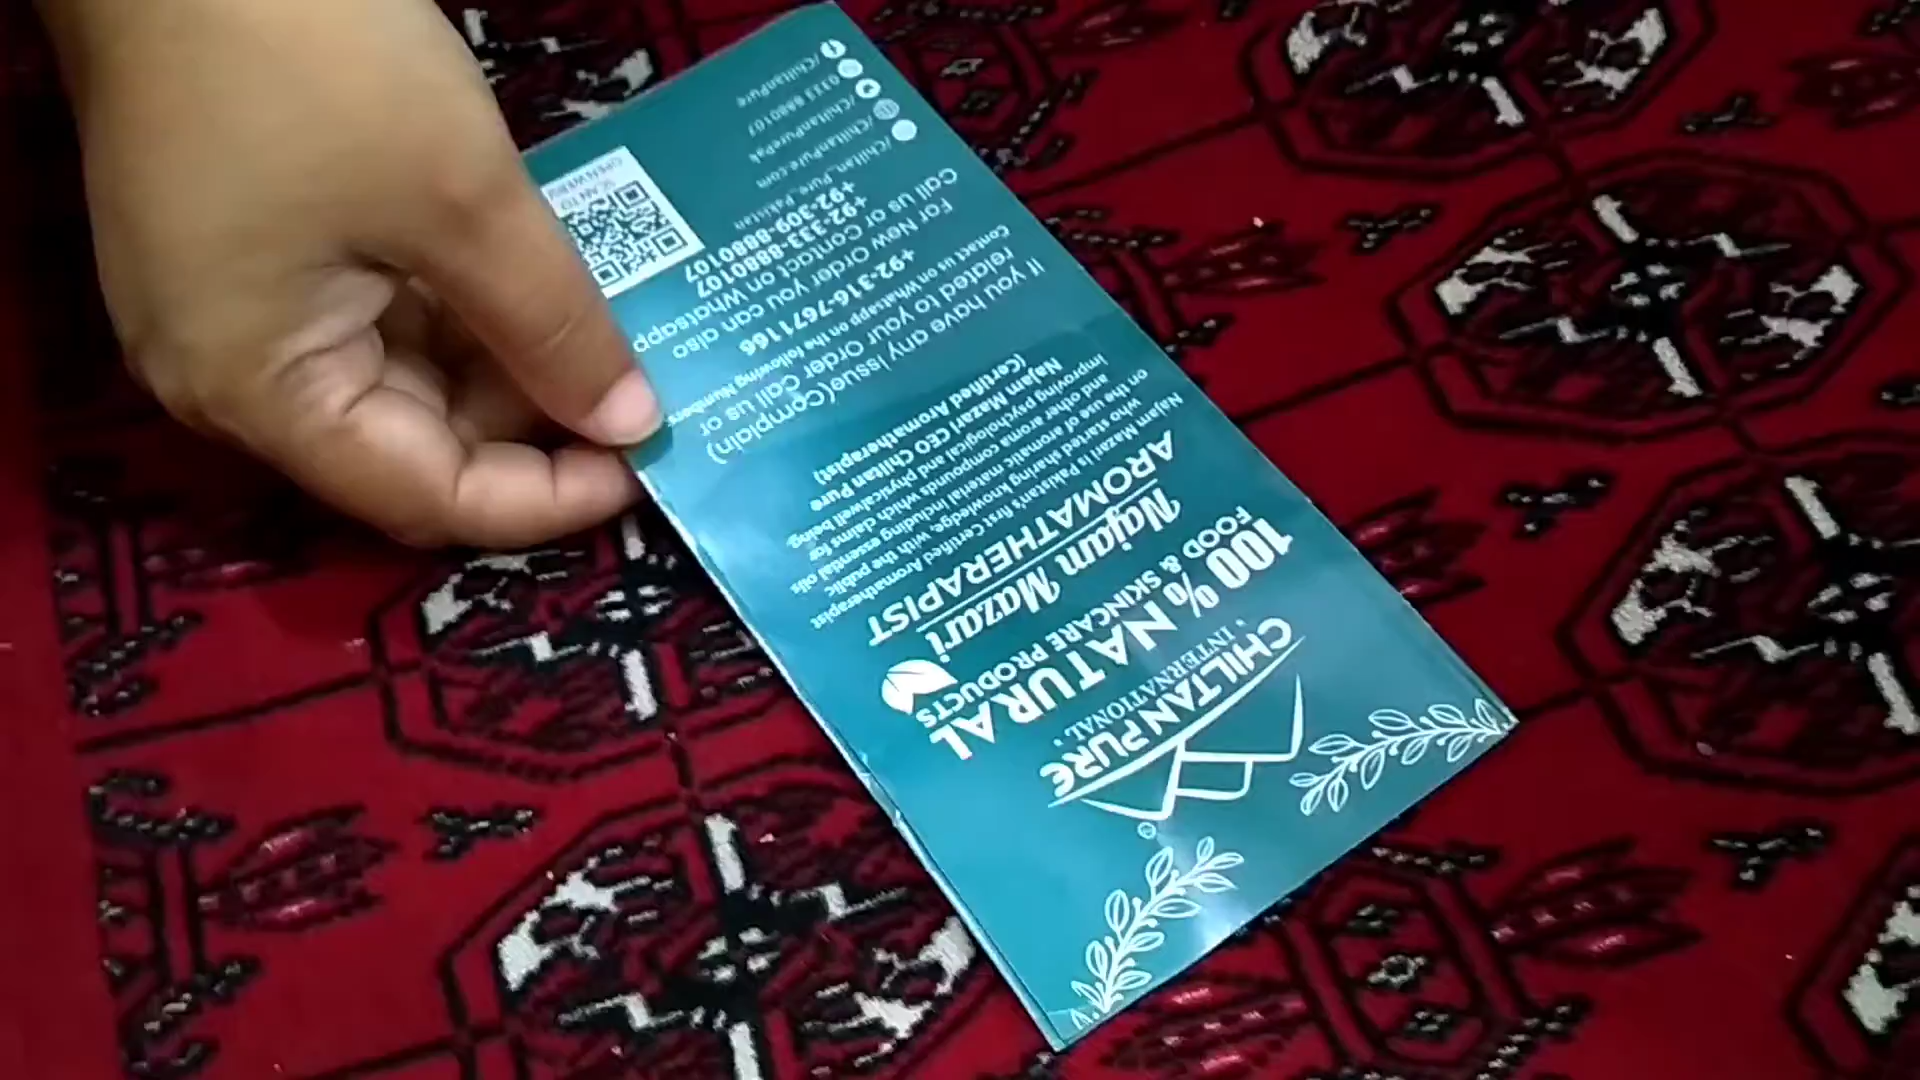 CHILTAN PURE
• INTERNATIONAL •
100 % NATURAL
FOOD & SKINCARE PRODUCTS
Najam Mazari
AROMATHERAPIST
Najam Mazari is Pakistan's first Certified Aromatherapist
who started sharing knowledge, with the public
on the use of aromatic material including essential oils
and other aroma compounds which claims for
improving psychological and physical well being.
Najam Mazari CEO Chiltan Pure
(Certified Aromatherapist)
If you have any issue(complain)
related to your Order Call us or
Contact us on Whatsapp on the following Numbers
+92-316-7671166
For New Order you can also
Call us or Contact on Whatsapp
+92-333-8880107
+92-309-8880107
/Chiltan_Pure_Pakistan
/ChiltanPure.com
/ChiltanPurePak
0333 8880107
/ChiltanPure
SCAN TO
OPEN WEBSI